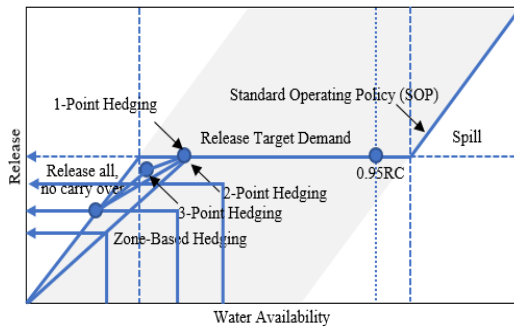 1-Point Hedging
Standard Operating Policy (SOP)
Release Target Demand
Spill
Release all,
no carry over
0.95RC
2-Point Hedging
3-Point Hedging
Zone-Based Hedging
Release
Water Availability